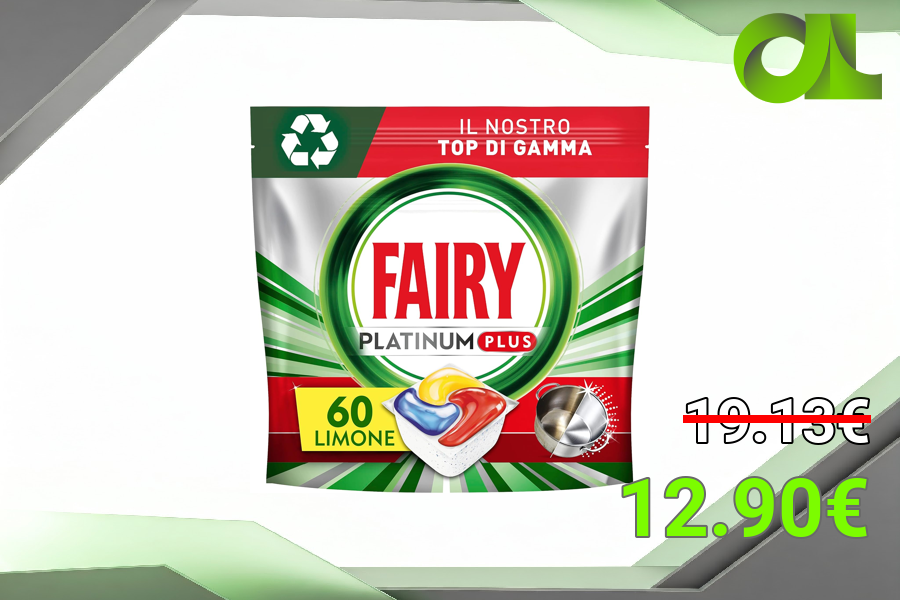 IL NOSTRO
TOP DI GAMMA
FAIRY
PLATINUM PLUS
60
LIMONE
19.13€
12.90€